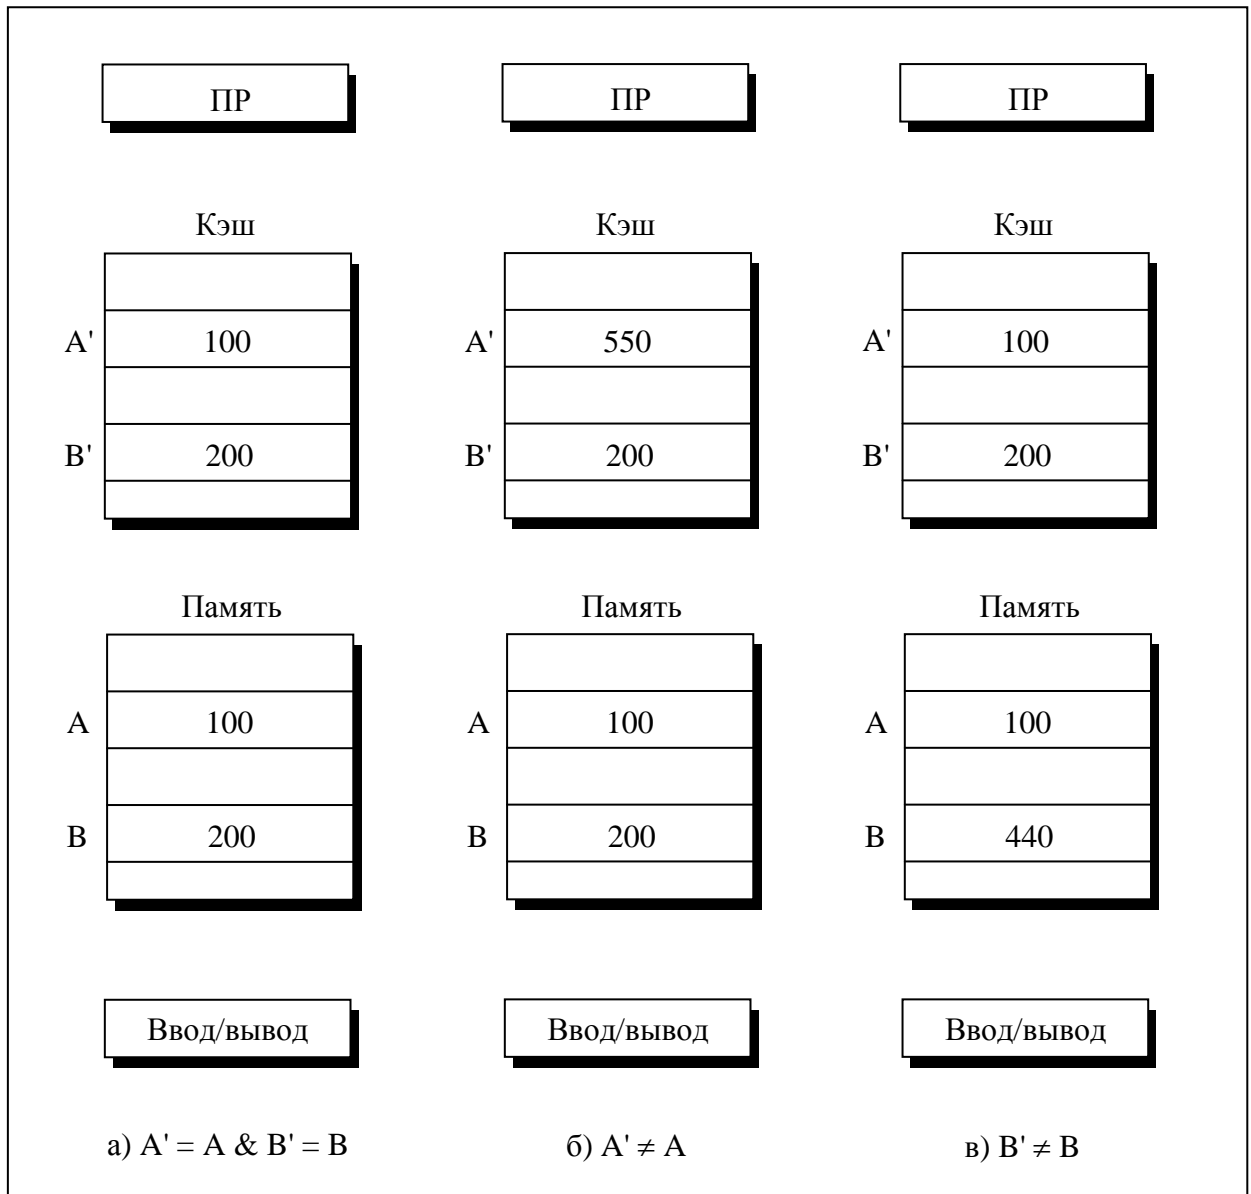 ПР
ПР
ПР
Кэш
Кэш
Кэш
A' 100
A' 550
A' 100
B' 200
B' 200
B' 200
Память
Память
Память
A 100
A 100
A 100
B 200
B 200
B 440
Ввод/вывод
Ввод/вывод
Ввод/вывод
а) A' = A & B' = B
б) A' ≠ A
в) B' ≠ B